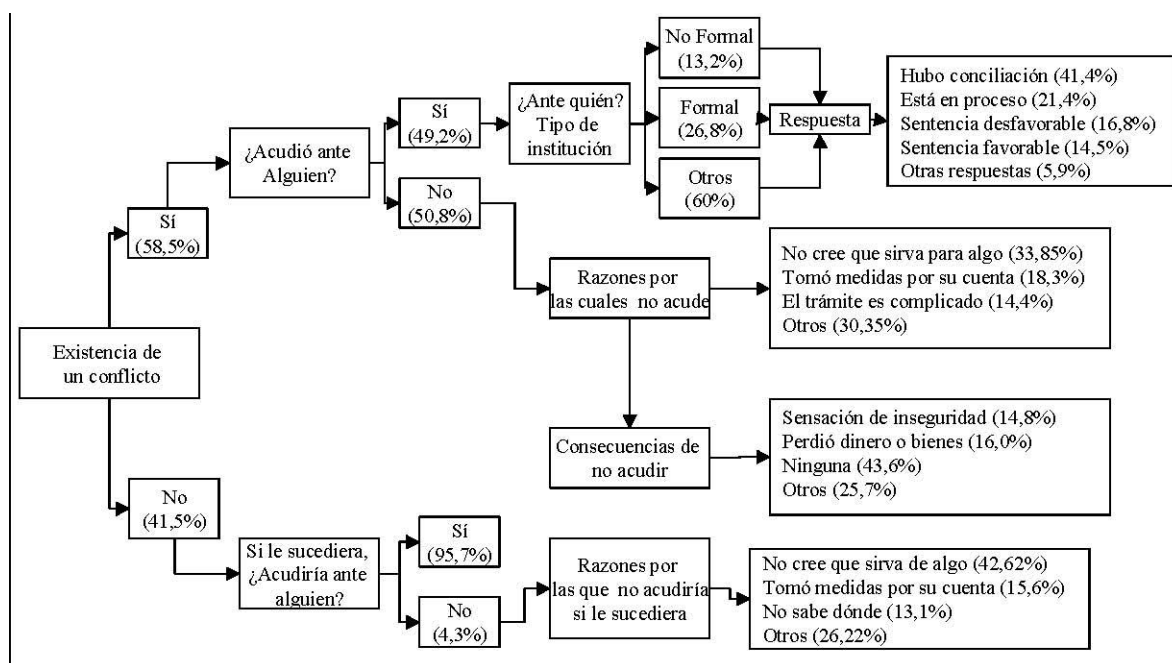 Existencia de
un conflicto
Sí
(58,5%)
¿Acudió ante
Alguien?
Sí
(49,2%)
¿Ante quién?
Tipo de
institución
No Formal
(13,2%)
Formal
(26,8%)
Otros
(60%)
Respuesta
Hubo conciliación (41,4%)
Está en proceso (21,4%)
Sentencia desfavorable (16,8%)
Sentencia favorable (14,5%)
Otras respuestas (5,9%)
No
(50,8%)
Razones por
las cuales no acude
No cree que sirva para algo (33,85%)
Tomó medidas por su cuenta (18,3%)
El trámite es complicado (14,4%)
Otros (30,35%)
Consecuencias de
no acudir
Sensación de inseguridad (14,8%)
Perdió dinero o bienes (16,0%)
Ninguna (43,6%)
Otros (25,7%)
No
(41,5%)
Si le sucediera,
¿Acudiría ante
alguien?
Sí
(95,7%)
No
(4,3%)
Razones por
las que no acudiría
si le sucediera
No cree que sirva de algo (42,62%)
Tomó medidas por su cuenta (15,6%)
No sabe dónde (13,1%)
Otros (26,22%)